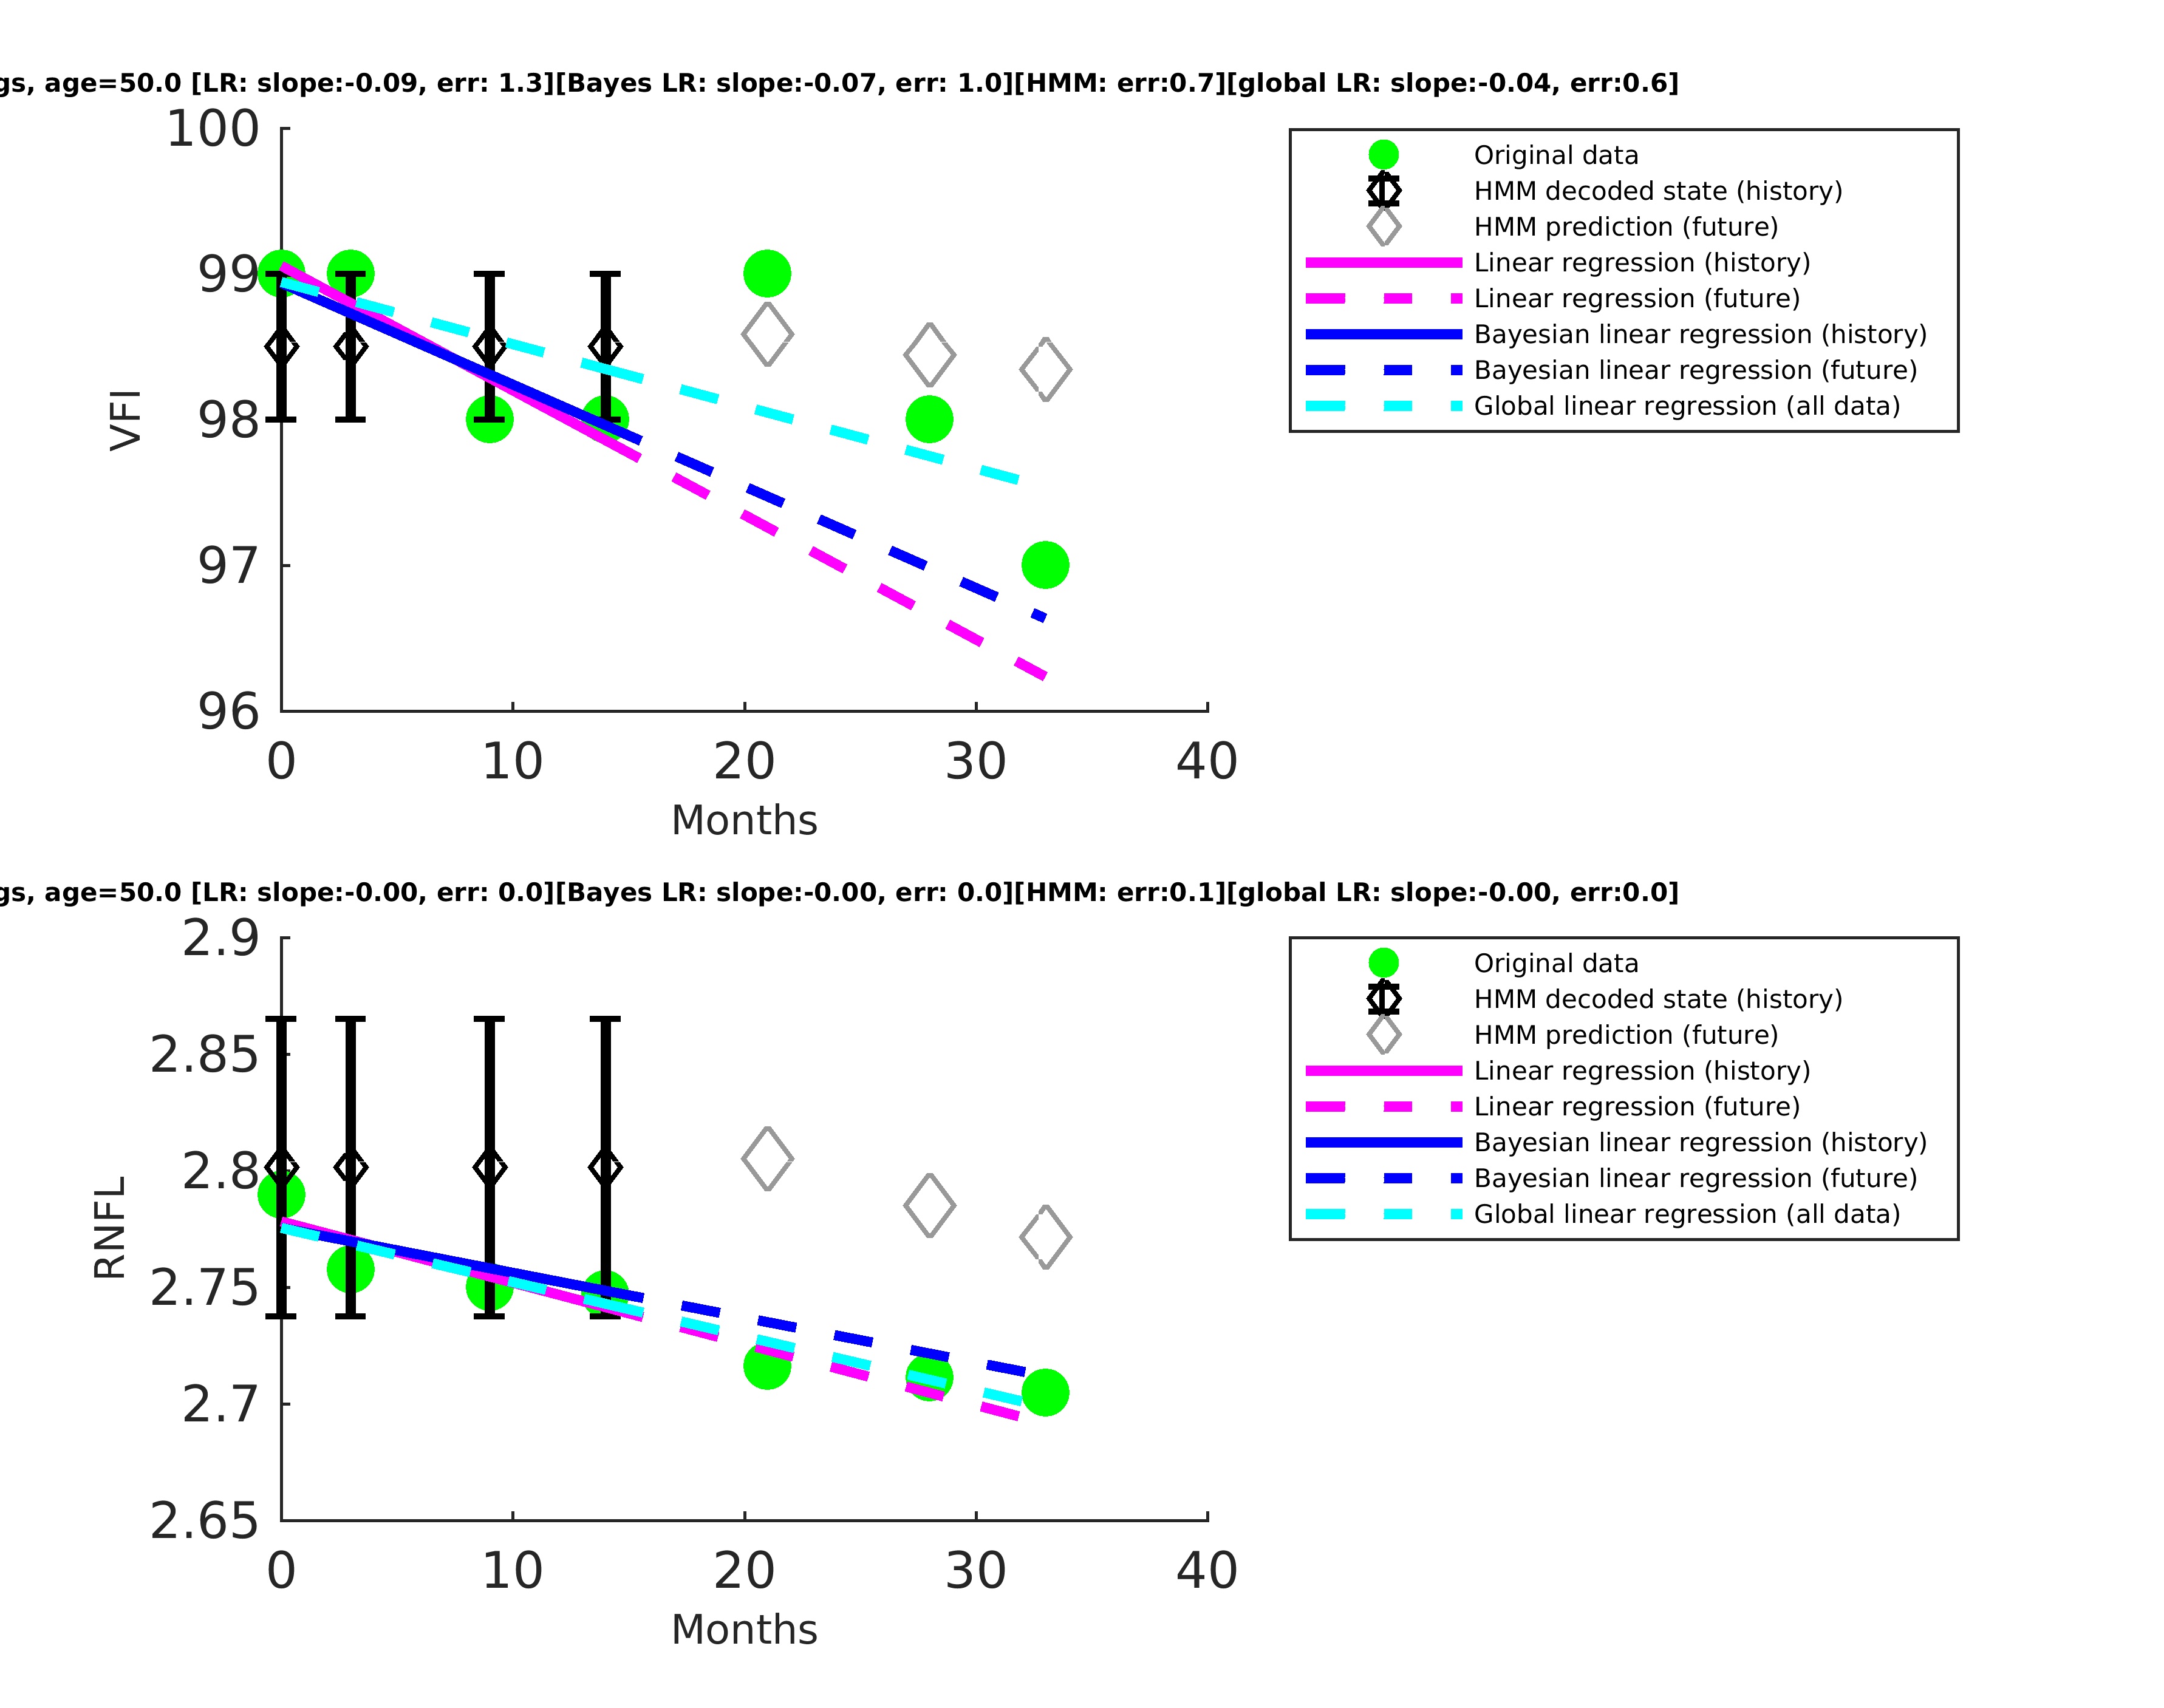 gs, age=50.0 [LR: slope:-0.09, err: 1.3][Bayes LR: slope:-0.07, err: 1.0][HMM: err:0.7][global LR: slope:-0.04, err:0.6]
100
99
98
97
96
VFI
0 10 20 30 40
Months
Original data
HMM decoded state (history)
HMM prediction (future)
Linear regression (history)
Linear regression (future)
Bayesian linear regression (history)
Bayesian linear regression (future)
Global linear regression (all data)
gs, age=50.0 [LR: slope:-0.00, err: 0.0][Bayes LR: slope:-0.00, err: 0.0][HMM: err:0.1][global LR: slope:-0.00, err:0.0]
2.9
2.85
2.8
2.75
2.7
2.65
RNFL
0 10 20 30 40
Months
Original data
HMM decoded state (history)
HMM prediction (future)
Linear regression (history)
Linear regression (future)
Bayesian linear regression (history)
Bayesian linear regression (future)
Global linear regression (all data)